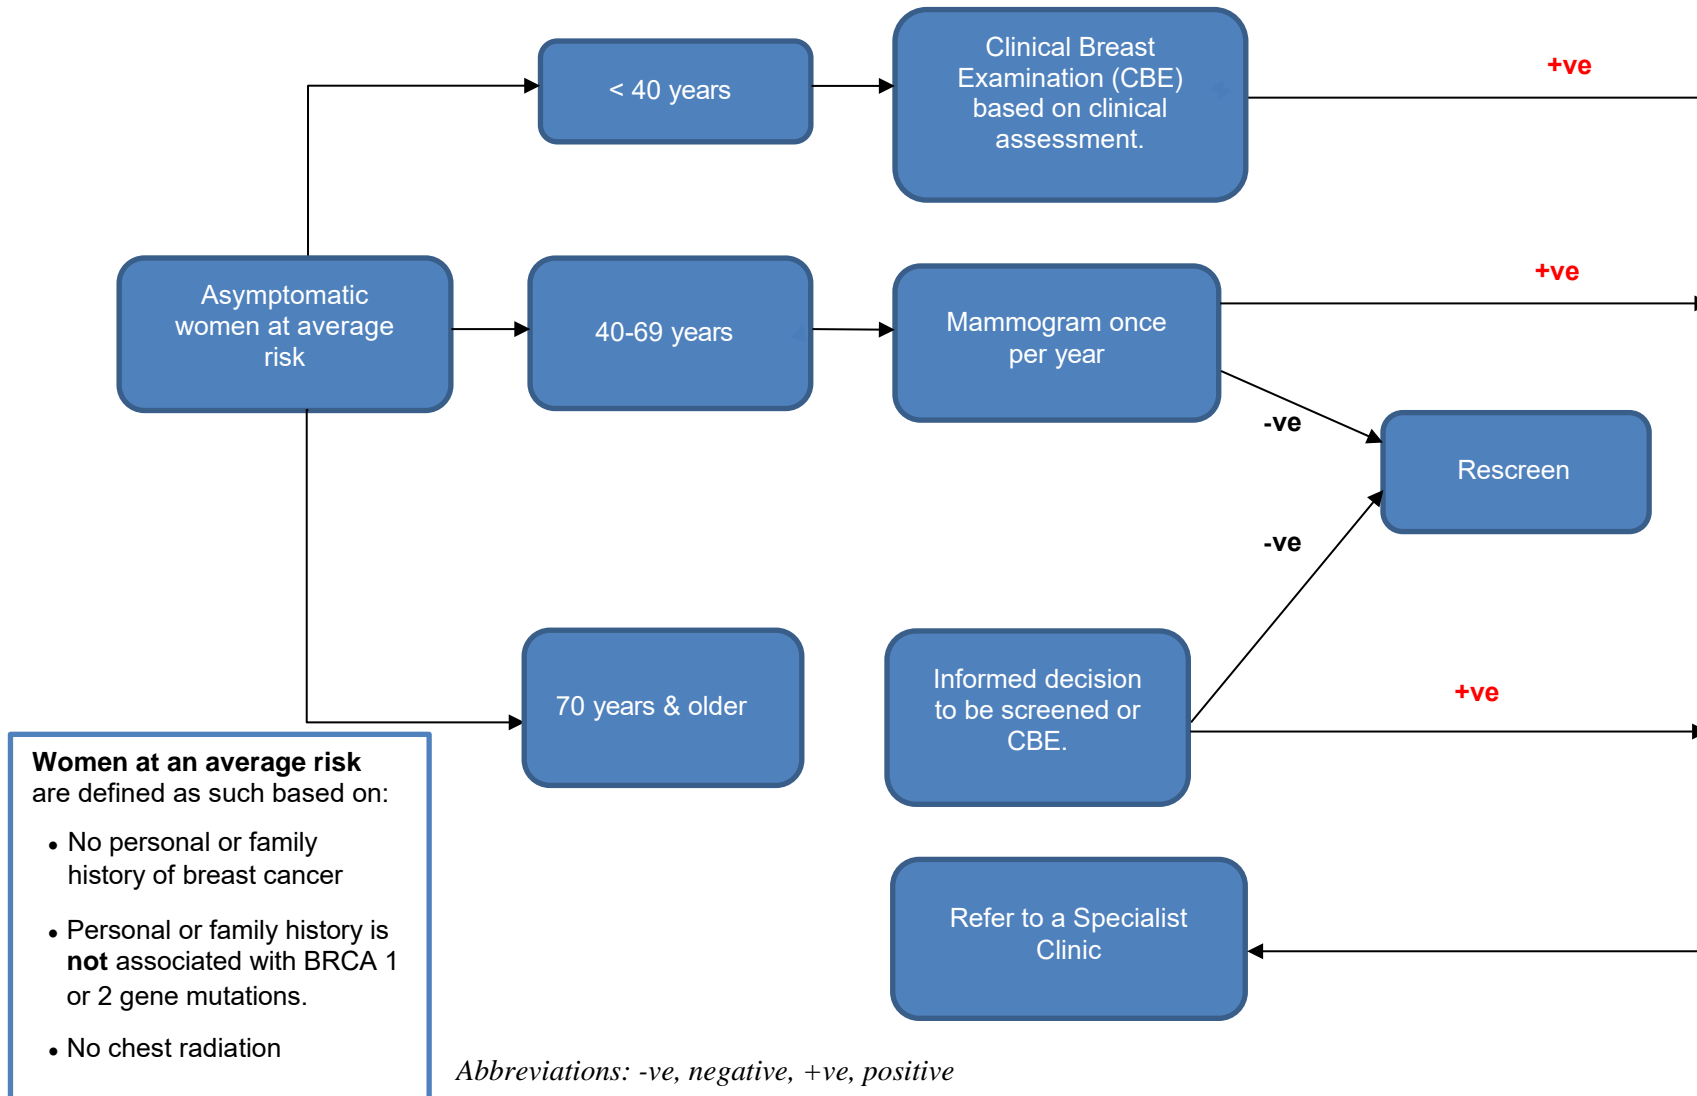 < 40 years
Clinical Breast
Examination (CBE)
based on clinical
assessment.
+ve
Asymptomatic
women at average
risk
40-69 years
Mammogram once
per year
+ve
-ve
Rescreen
-ve
70 years & older
Informed decision
to be screened or
CBE.
+ve
Women at an average risk
are defined as such based on:
• No personal or family
history of breast cancer
• Personal or family history is
not associated with BRCA 1
or 2 gene mutations.
• No chest radiation
Refer to a Specialist
Clinic
Abbreviations: -ve, negative, +ve, positive